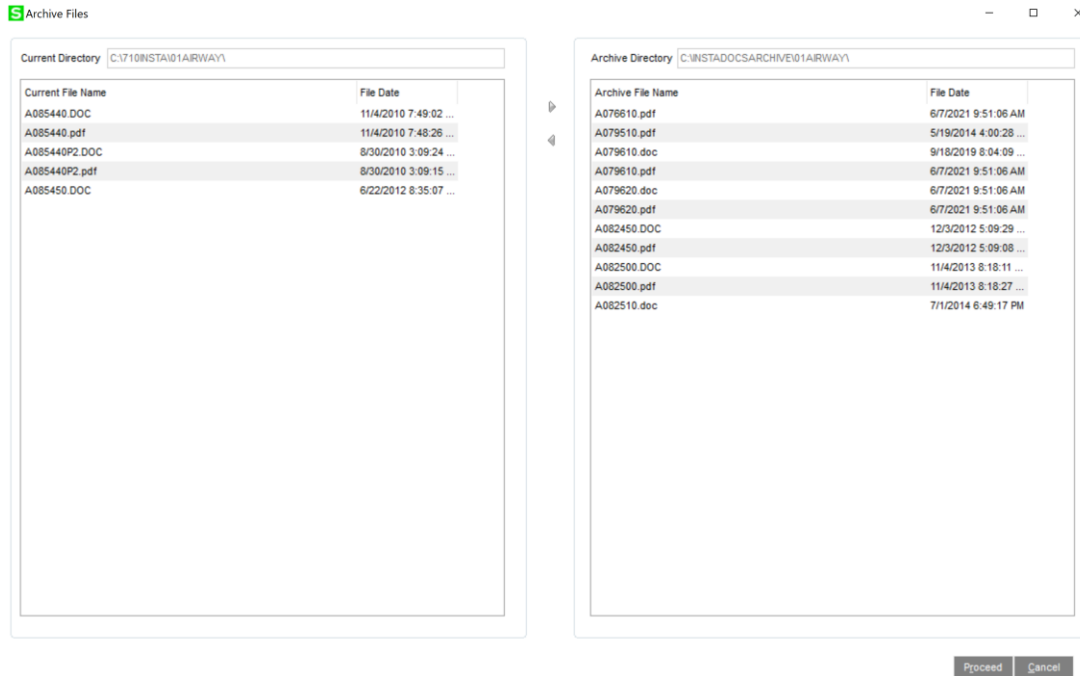 S Archive Files
Current Directory C:\710INSTA\01AIRWAY\
Current File Name File Date
A085440.DOC 11/4/2010 7:49:02 ...
A085440.pdf 11/4/2010 7:48:26 ...
A085440P2.DOC 8/30/2010 3:09:24 ...
A085440P2.pdf 8/30/2010 3:09:15 ...
A085450.DOC 6/22/2012 8:35:07 ...
Archive Directory C:\INSTADOCSARCHIVE\01AIRWAY\
Archive File Name File Date
A076610.pdf 6/7/2021 9:51:06 AM
A079510.pdf 5/19/2014 4:00:28 ...
A079610.doc 9/18/2019 8:04:09 ...
A079610.pdf 6/7/2021 9:51:06 AM
A079620.doc 6/7/2021 9:51:06 AM
A079620.pdf 6/7/2021 9:51:06 AM
A082450.DOC 12/3/2012 5:09:29 ...
A082450.pdf 12/3/2012 5:09:08 ...
A082500.DOC 11/4/2013 8:18:11 ...
A082500.pdf 11/4/2013 8:18:27 ...
A082510.doc 7/1/2014 6:49:17 PM
Proceed Cancel